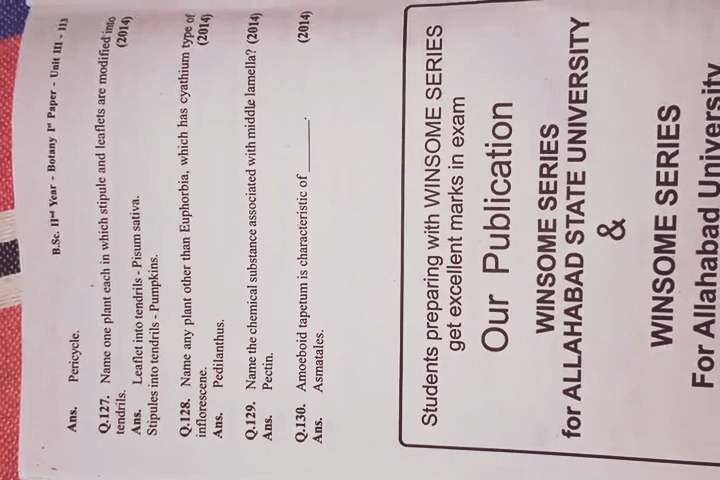 B.Sc. IInd Year - Botany Ist Paper - Unit III - 113
Ans. Pericycle.
Q.127. Name one plant each in which stipule and leaflets are modified into
tendrils. (2014)
Ans. Leaflet into tendrils - Pisum sativa.
Stipules into tendrils - Pumpkins.
Q.128. Name any plant other than Euphorbia, which has cyathium type of
inflorescene. (2014)
Ans. Pedilanthus.
Q.129. Name the chemical substance associated with middle lamella? (2014)
Ans. Pectin.
Q.130. Amoeboid tapetum is characteristic of ______. (2014)
Ans. Asmatales.
Students preparing with WINSOME SERIES
get excellent marks in exam
Our Publication
WINSOME SERIES
for ALLAHABAD STATE UNIVERSITY
&
WINSOME SERIES
For Allahabad University